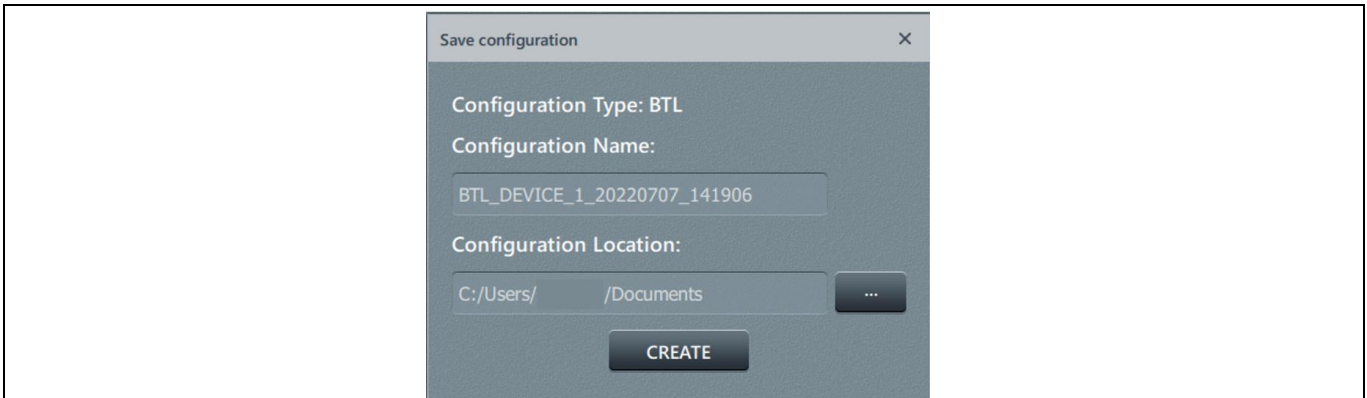 Save configuration ×
Configuration Type: BTL
Configuration Name:
BTL_DEVICE_1_20220707_141906
Configuration Location:
C:/Users/ /Documents ...
CREATE